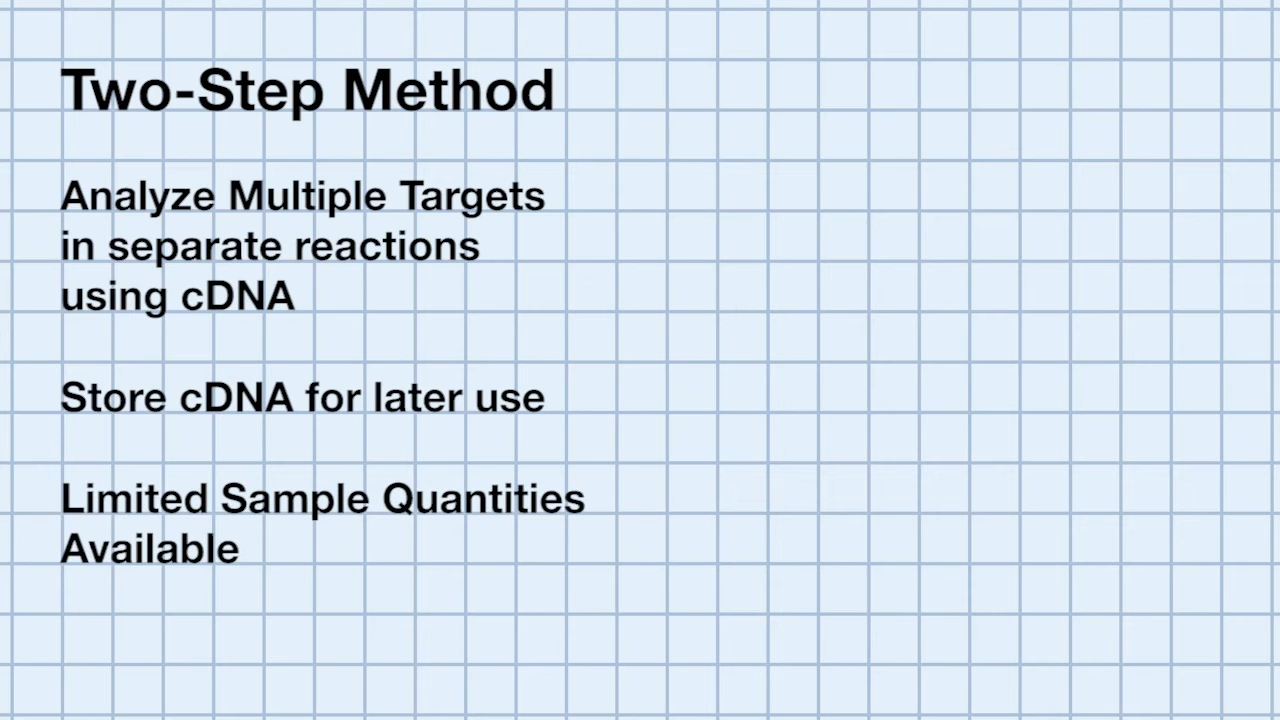 Two-Step Method
Analyze Multiple Targets
in separate reactions
using cDNA
Store cDNA for later use
Limited Sample Quantities
Available